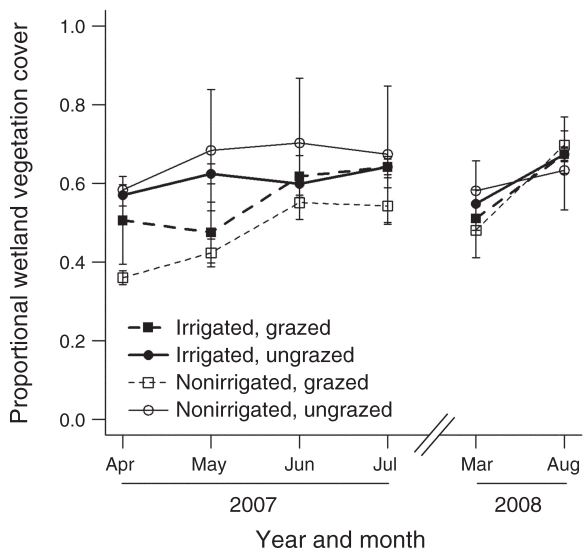 Proportional wetland vegetation cover
1.0
0.8
0.6
0.4
0.2
0.0
Irrigated, grazed
Irrigated, ungrazed
Nonirrigated, grazed
Nonirrigated, ungrazed
Apr May Jun Jul Mar Aug
2007 2008
Year and month